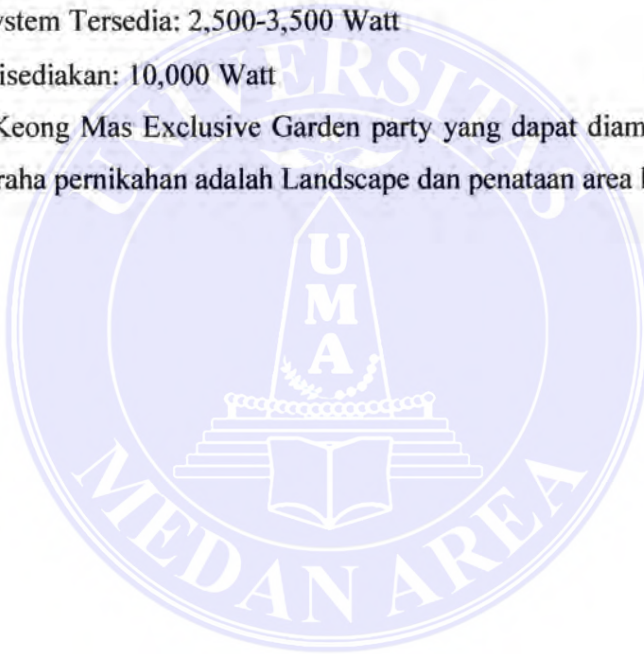 ystem Tersedia: 2,500-3,500 Watt
isediakan: 10,000 Watt
Keong Mas Exclusive Garden party yang dapat diam
raha pernikahan adalah Landscape dan penataan area
UNIVERSITAS
UMA
MEDAN AREA